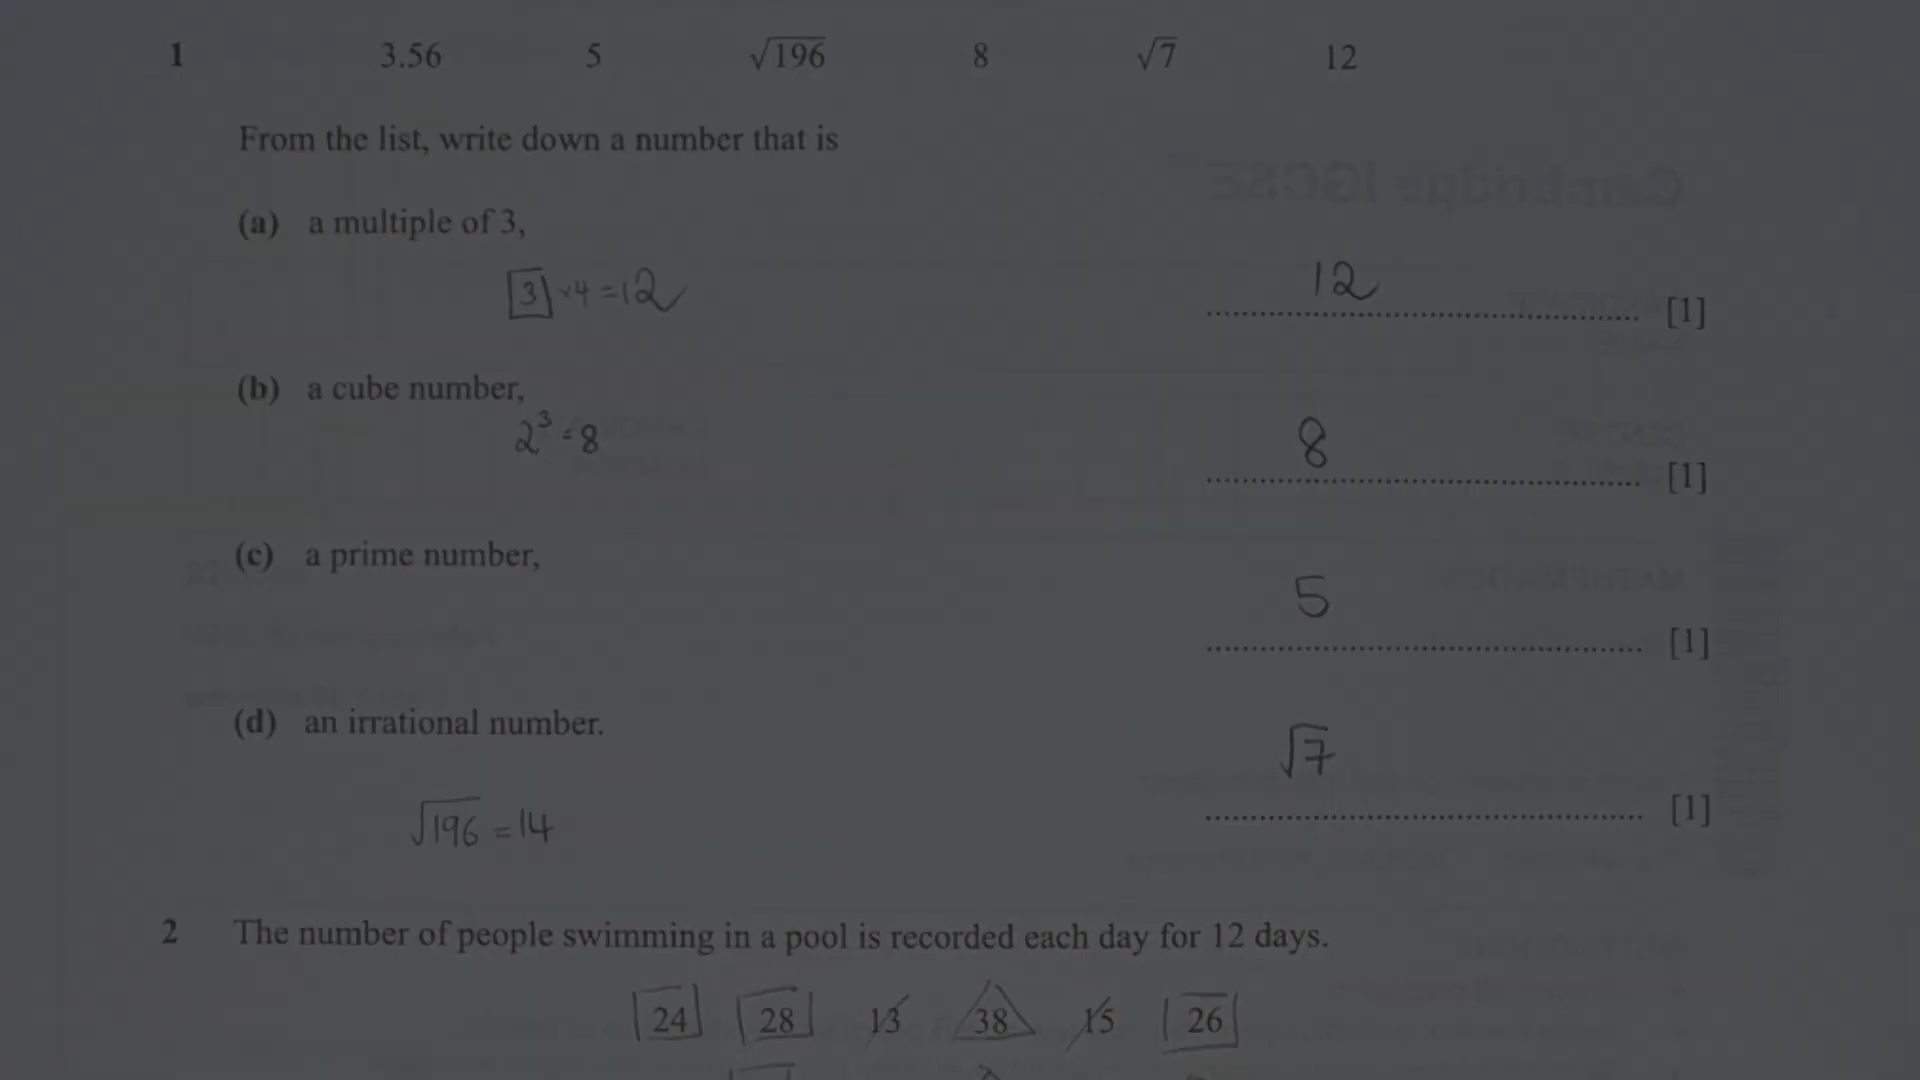 1 3.56 5 √196 8 √7 12
From the list, write down a number that is
(a) a multiple of 3,
3 ×4 =12
12
[1]
(b) a cube number,
2³=8
8
[1]
(c) a prime number,
5
[1]
(d) an irrational number.
√7
[1]
√196 =14
2 The number of people swimming in a pool is recorded each day for 12 days.
24 28 13 38 15 26